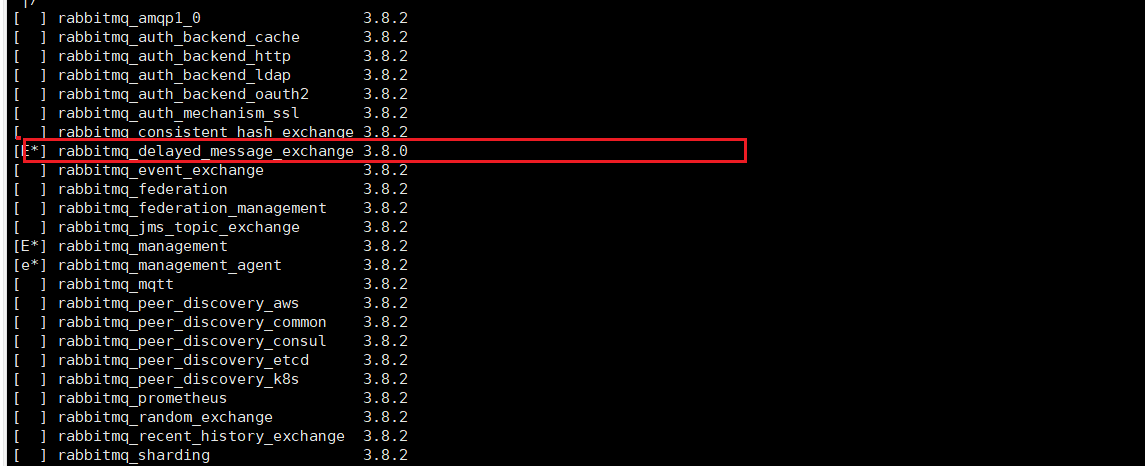 [  ] rabbitmq_amqp1_0                  3.8.2
[  ] rabbitmq_auth_backend_cache       3.8.2
[  ] rabbitmq_auth_backend_http        3.8.2
[  ] rabbitmq_auth_backend_ldap        3.8.2
[  ] rabbitmq_auth_backend_oauth2      3.8.2
[  ] rabbitmq_auth_mechanism_ssl       3.8.2
[  ] rabbitmq_consistent_hash_exchange 3.8.2
[E*] rabbitmq_delayed_message_exchange 3.8.0
[  ] rabbitmq_event_exchange           3.8.2
[  ] rabbitmq_federation               3.8.2
[  ] rabbitmq_federation_management    3.8.2
[  ] rabbitmq_jms_topic_exchange       3.8.2
[E*] rabbitmq_management               3.8.2
[e*] rabbitmq_management_agent         3.8.2
[  ] rabbitmq_mqtt                     3.8.2
[  ] rabbitmq_peer_discovery_aws       3.8.2
[  ] rabbitmq_peer_discovery_common    3.8.2
[  ] rabbitmq_peer_discovery_consul    3.8.2
[  ] rabbitmq_peer_discovery_etcd      3.8.2
[  ] rabbitmq_peer_discovery_k8s       3.8.2
[  ] rabbitmq_prometheus               3.8.2
[  ] rabbitmq_random_exchange          3.8.2
[  ] rabbitmq_recent_history_exchange  3.8.2
[  ] rabbitmq_sharding                 3.8.2